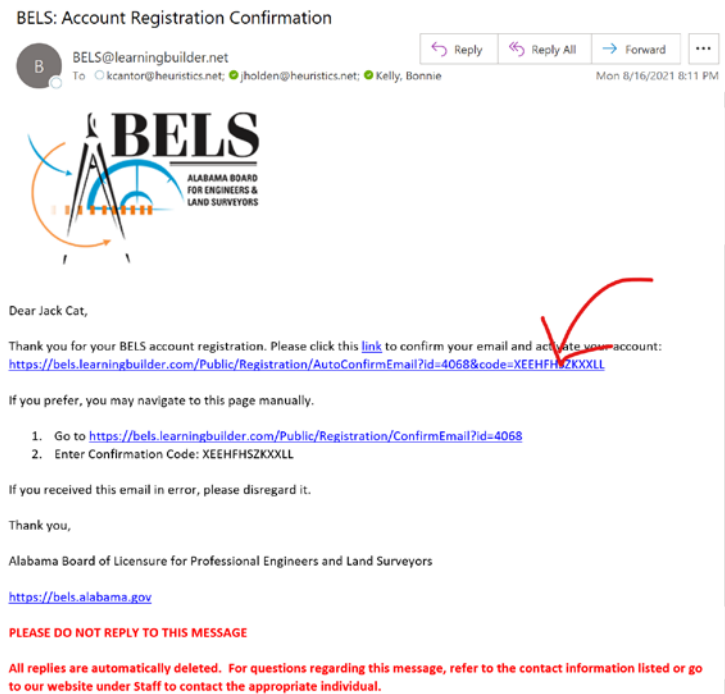 BELS: Account Registration Confirmation
B
BELS@learningbuilder.net
Reply
Reply All
Forward
...
To kcantor@heuristics.net; jholden@heuristics.net; Kelly, Bonnie
Mon 8/16/2021 8:11 PM
BELS
ALABAMA BOARD
FOR ENGINEERS &
LAND SURVEYORS
Dear Jack Cat,
Thank you for your BELS account registration. Please click this link to confirm your email and activate your account:
https://bels.learningbuilder.com/Public/Registration/AutoConfirmEmail?id=4068&code=XEEHFHSZKXXLL
If you prefer, you may navigate to this page manually.
1. Go to https://bels.learningbuilder.com/Public/Registration/ConfirmEmail?id=4068
2. Enter Confirmation Code: XEEHFHSZKXXLL
If you received this email in error, please disregard it.
Thank you,
Alabama Board of Licensure for Professional Engineers and Land Surveyors
https://bels.alabama.gov
PLEASE DO NOT REPLY TO THIS MESSAGE
All replies are automatically deleted. For questions regarding this message, refer to the contact information listed or go
to our website under Staff to contact the appropriate individual.